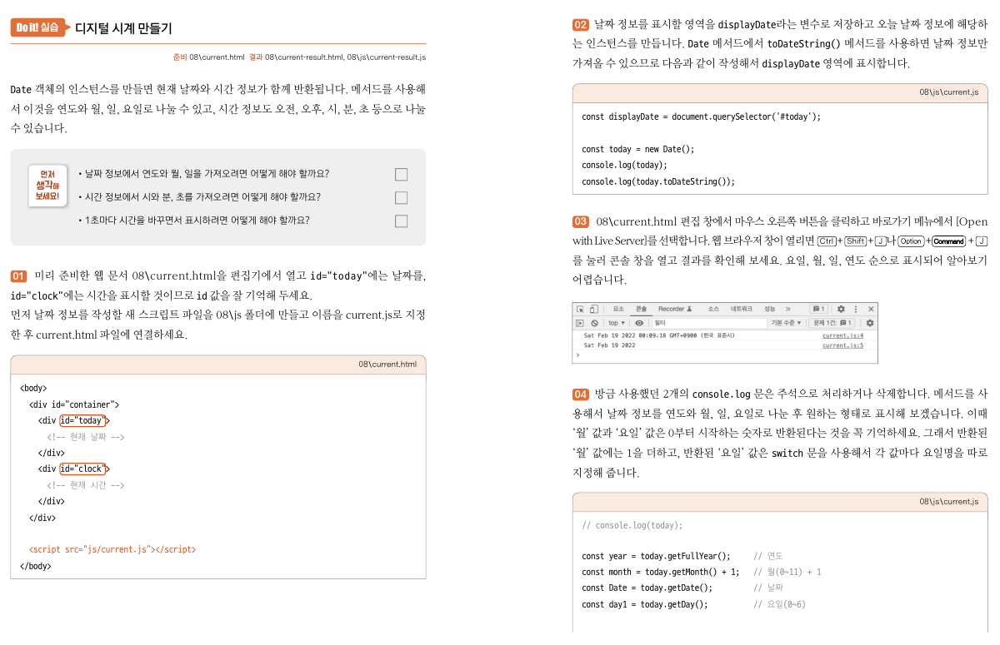 Do it! 실습 디지털 시계 만들기
준비 08\current.html 결과 08\current-result.html, 08\js\current-result.js
Date 객체의 인스턴스를 만들면 현재 날짜와 시간 정보가 함께 반환됩니다. 메서드를 사용해
서 이것을 연도와 월, 일, 요일로 나눌 수 있고, 시간 정보도 오전, 오후, 시, 분, 초 등으로 나눌
수 있습니다.
먼저
생각해
보세요!
• 날짜 정보에서 연도와 월, 일을 가져오려면 어떻게 해야 할까요?
• 시간 정보에서 시와 분, 초를 가져오려면 어떻게 해야 할까요?
• 1초마다 시간을 바꾸면서 표시하려면 어떻게 해야 할까요?
01 미리 준비한 웹 문서 08\current.html을 편집기에서 열고 id="today"에는 날짜를,
id="clock"에는 시간을 표시할 것이므로 id 값을 잘 기억해 두세요.
먼저 날짜 정보를 작성할 새 스크립트 파일을 08\js 폴더에 만들고 이름을 current.js로 지정
한 후 current.html 파일에 연결하세요.
08\current.html
<body>
<div id="container">
<div id="today">
<!-- 현재 날짜 -->
</div>
<div id="clock">
<!-- 현재 시간 -->
</div>
</div>
<script src="js/current.js"></script>
</body>
02 날짜 정보를 표시할 영역을 displayDate라는 변수로 저장하고 오늘 날짜 정보에 해당하
는 인스턴스를 만듭니다. Date 메서드에서 toDateString() 메서드를 사용하면 날짜 정보만
가져올 수 있으므로 다음과 같이 작성해서 displayDate 영역에 표시합니다.
08\js\current.js
const displayDate = document.querySelector('#today');
const today = new Date();
console.log(today);
console.log(today.toDateString());
03 08\current.html 편집 창에서 마우스 오른쪽 버튼을 클릭하고 바로가기 메뉴에서 [Open
with Live Server]를 선택합니다. 웹 브라우저 창이 열리면 Ctrl+Shift+J나 Option+Command+J
를 눌러 콘솔 창을 열고 결과를 확인해 보세요. 요일, 월, 일, 연도 순으로 표시되어 알아보기
어렵습니다.
요소 콘솔 Recorder 소스 네트워크 성능 » 1
top ▼ 필터 기본 수준 ▼ 문제 1건: 1
Sat Feb 19 2022 00:09:18 GMT+0900 (한국 표준시) current.js:4
Sat Feb 19 2022 current.js:5
>
04 방금 사용했던 2개의 console.log 문은 주석으로 처리하거나 삭제합니다. 메서드를 사
용해서 날짜 정보를 연도와 월, 일, 요일로 나눈 후 원하는 형태로 표시해 보겠습니다. 이때
‘월’ 값과 ‘요일’ 값은 0부터 시작하는 숫자로 반환된다는 것을 꼭 기억하세요. 그래서 반환된
‘월’ 값에는 1을 더하고, 반환된 ‘요일’ 값은 switch 문을 사용해서 각 값마다 요일명을 따로
지정해 줍니다.
08\js\current.js
// console.log(today);
const year = today.getFullYear(); // 연도
const month = today.getMonth() + 1; // 월(0~11) + 1
const Date = today.getDate(); // 날짜
const day1 = today.getDay(); // 요일(0~6)